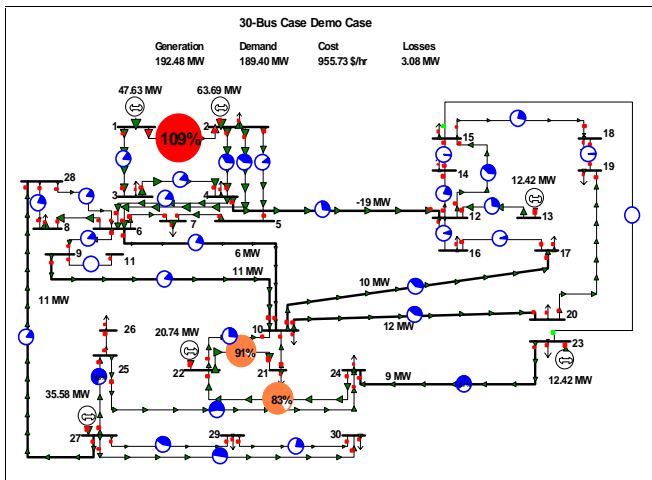 30-Bus Case Demo Case
Generation Demand Cost Losses
192.48 MW 189.40 MW 955.73 $/hr 3.08 MW
47.63 MW 63.69 MW
1 109% 2
15 18
14 19
28 3 4 12.42 MW
-19 MW 12 13
8 6 7 5
9 11 16 17
6 MW
11 MW 10 MW
11 MW
10 12 MW 20
26 20.74 MW 91% 23
25 22 21 24
12.42 MW
83% 9 MW
35.58 MW
27 29 30